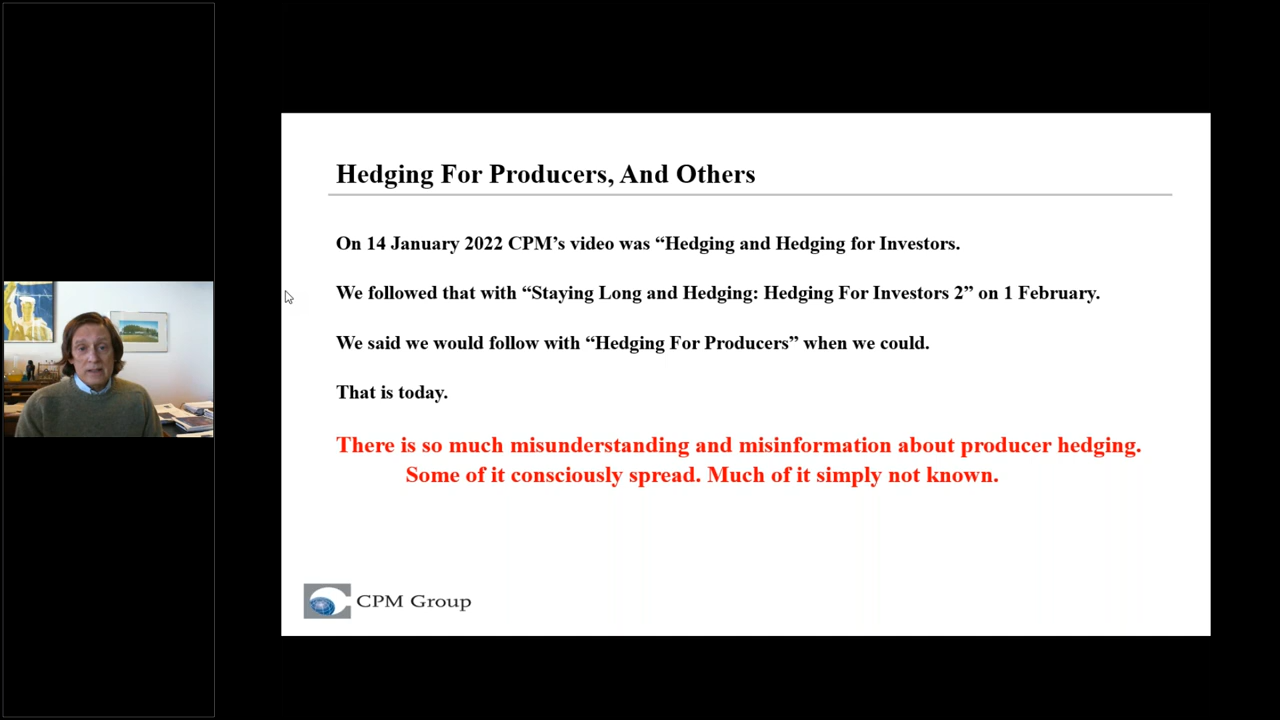 Hedging For Producers, And Others
On 14 January 2022 CPM’s video was “Hedging and Hedging for Investors.
We followed that with “Staying Long and Hedging: Hedging For Investors 2” on 1 February.
We said we would follow with “Hedging For Producers” when we could.
That is today.
There is so much misunderstanding and misinformation about producer hedging.
Some of it consciously spread. Much of it simply not known.
CPM Group